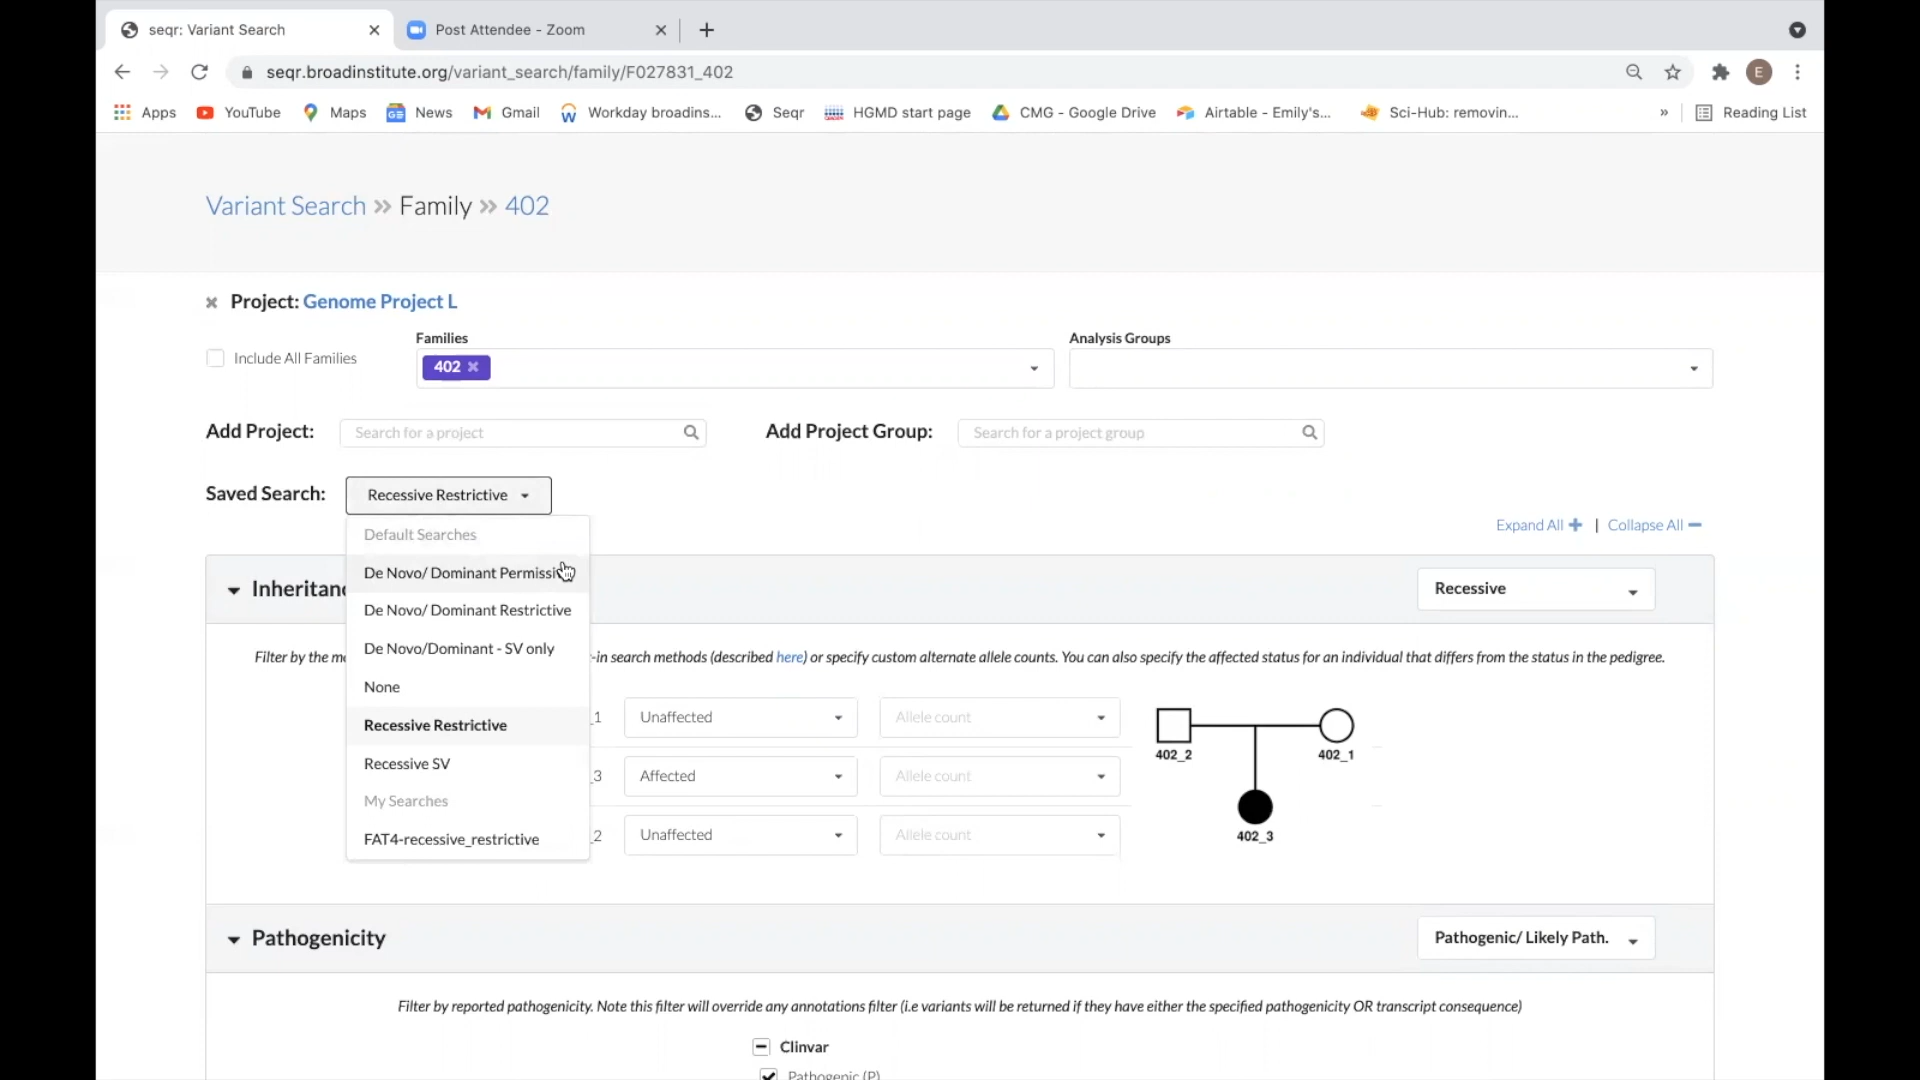 seqr: Variant Search
Post Attendee - Zoom
seqr.broadinstitute.org/variant_search/family/F027831_402
E
Apps
YouTube
Maps
News
Gmail
Workday broadins...
Seqr
HGMD start page
CMG - Google Drive
Airtable - Emily's...
Sci-Hub: removin...
»
Reading List
Variant Search » Family » 402
Project: Genome Project L
Include All Families
Families
402
Analysis Groups
Add Project:
Search for a project
Add Project Group:
Search for a project group
Saved Search:
Recessive Restrictive
Default Searches
De Novo/ Dominant Permissi
De Novo/ Dominant Restrictive
De Novo/Dominant - SV only
None
Recessive Restrictive
Recessive SV
My Searches
FAT4-recessive_restrictive
Expand All | Collapse All
Inheritan
Recessive
Filter by the m
-in search methods (described here) or specify custom alternate allele counts. You can also specify the affected status for an individual that differs from the status in the pedigree.
_1
Unaffected
Allele count
_3
Affected
Allele count
_2
Unaffected
Allele count
402_2
402_1
402_3
Pathogenicity
Pathogenic/ Likely Path.
Filter by reported pathogenicity. Note this filter will override any annotations filter (i.e variants will be returned if they have either the specified pathogenicity OR transcript consequence)
Clinvar
Pathogenic (P)